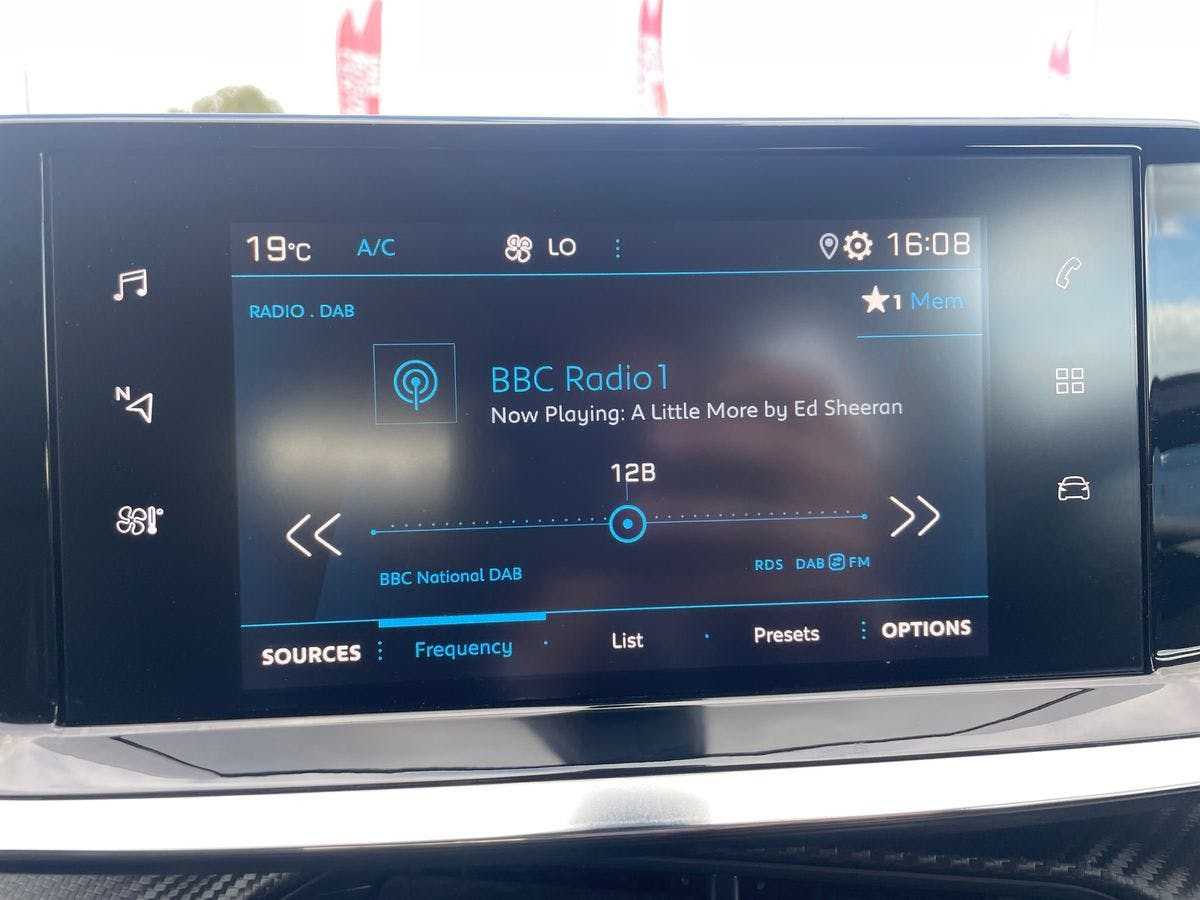 19°C A/C LO 16:08
RADIO . DAB
1 Mem
BBC Radio1
Now Playing: A Little More by Ed Sheeran
N
12B
BBC National DAB
RDS DAB FM
SOURCES Frequency List Presets OPTIONS